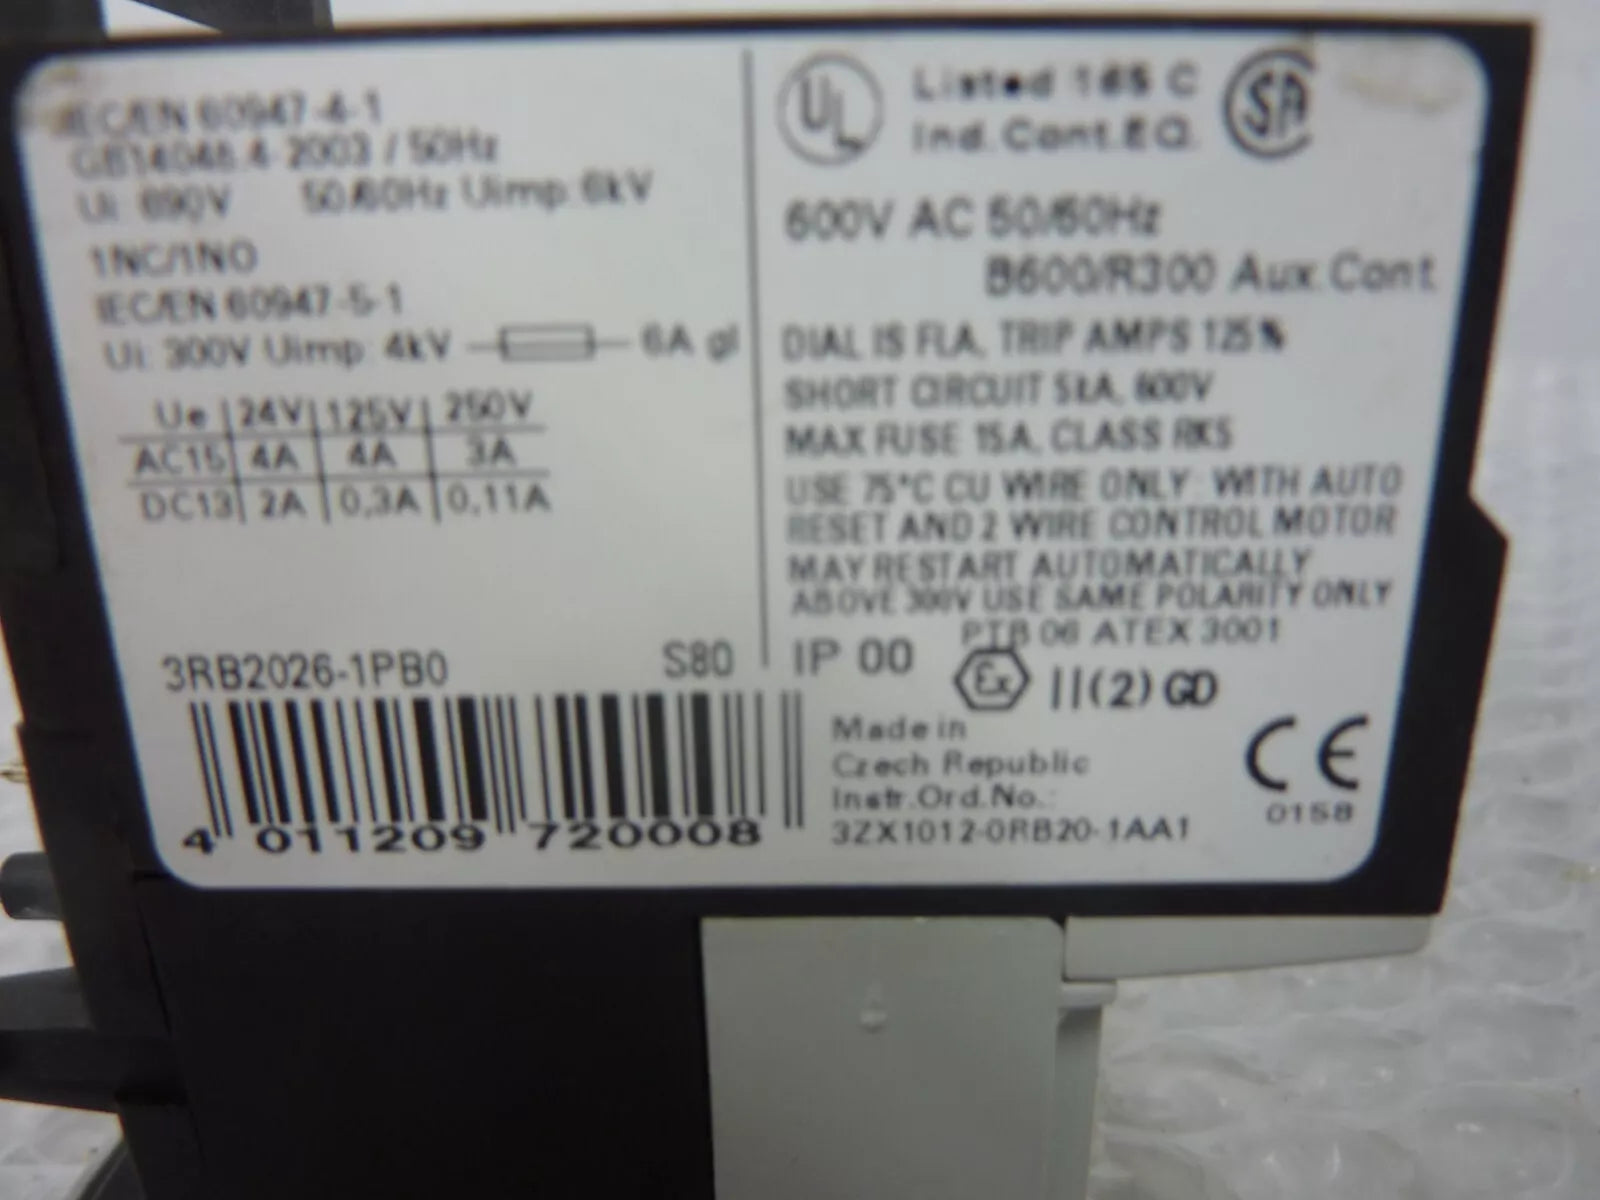 IEC/EN 60947-4-1
GB14048.4-2003 / 50Hz
Ui: 690V 50/60Hz Uimp: 6kV
1NC/1NO
IEC/EN 60947-5-1
Ui: 300V Uimp: 4kV 6A gl
Ue 24V 125V 250V
AC15 4A 4A 3A
DC13 2A 0,3A 0,11A
3RB2026-1PB0 S80
4 011209 720008
UL Listed 165 C SA
Ind. Cont. EQ.
600V AC 50/60Hz
B600/R300 Aux. Cont.
DIAL IS FLA, TRIP AMPS 125%
SHORT CIRCUIT 5kA, 600V
MAX FUSE 15A, CLASS RK5
USE 75°C CU WIRE ONLY. WITH AUTO
RESET AND 2 WIRE CONTROL MOTOR
MAY RESTART AUTOMATICALLY
ABOVE 300V USE SAME POLARITY ONLY
PTB 06 ATEX 3001
IP 00 Ex II(2) GD
Made in
Czech Republic
Instr. Ord. No.:
3ZX1012-0RB20-1AA1
CE
0158